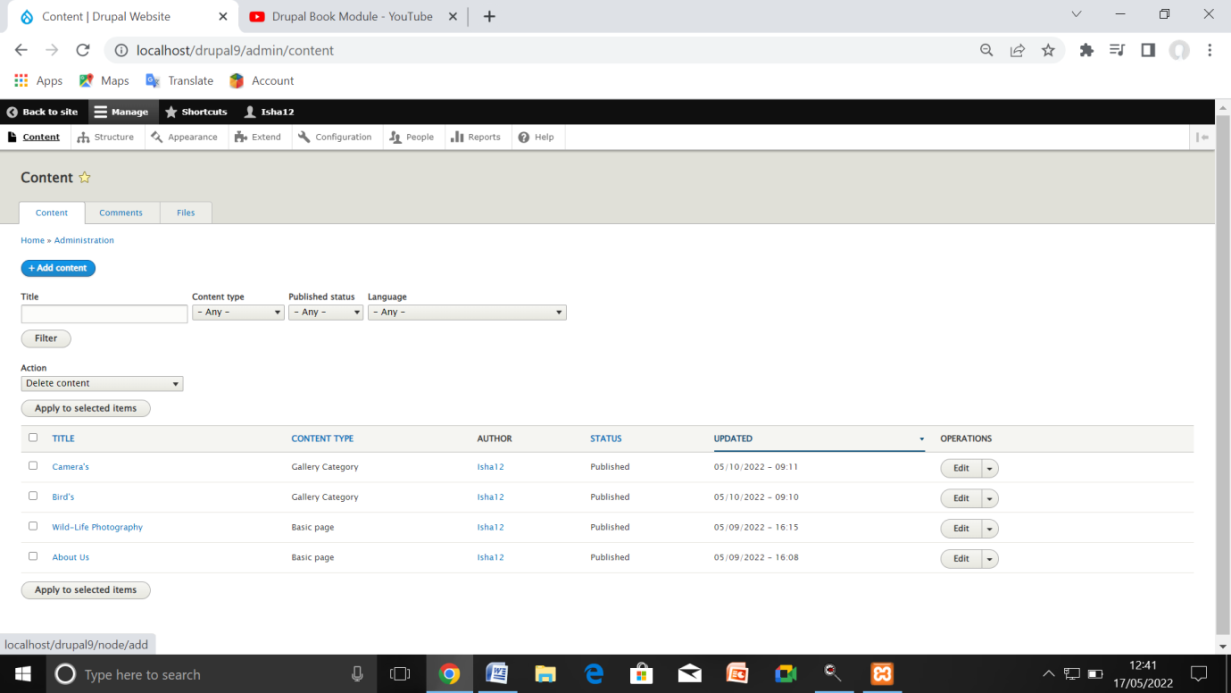 Content | Drupal Website
Drupal Book Module - YouTube
localhost/drupal9/admin/content
Apps Maps Translate Account
Back to site Manage Shortcuts Isha12
Content Structure Appearance Extend Configuration People Reports Help
Content
Content Comments Files
Home » Administration
+ Add content
Title Content type Published status Language
- Any - - Any - - Any -
Filter
Action
Delete content
Apply to selected items
TITLE CONTENT TYPE AUTHOR STATUS UPDATED OPERATIONS
Camera's Gallery Category Isha12 Published 05/10/2022 - 09:11 Edit
Bird's Gallery Category Isha12 Published 05/10/2022 - 09:10 Edit
Wild-Life Photography Basic page Isha12 Published 05/09/2022 - 16:15 Edit
About Us Basic page Isha12 Published 05/09/2022 - 16:08 Edit
Apply to selected items
localhost/drupal9/node/add
Type here to search
12:41
17/05/2022